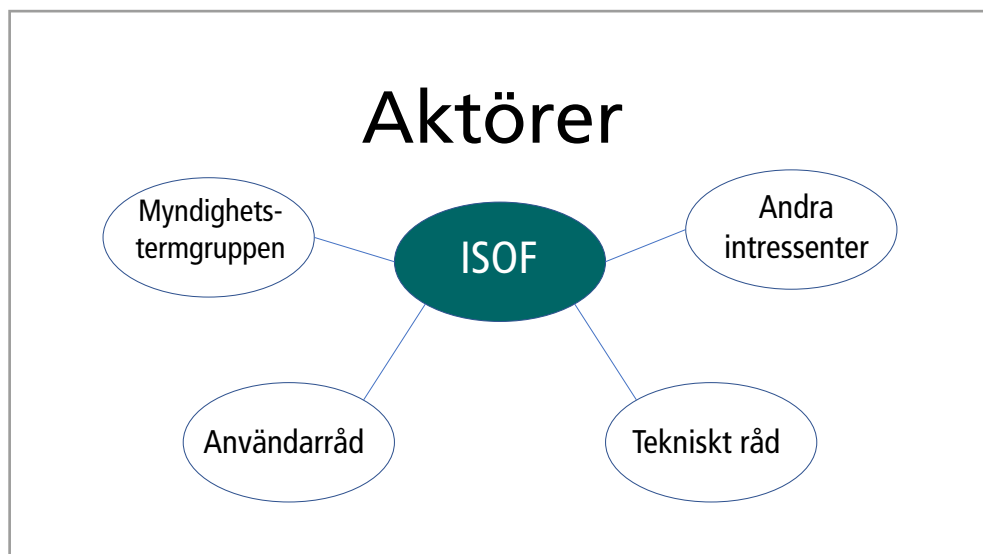 Aktörer
Myndighets-
termgruppen
ISOF
Andra
intressenter
Användarråd
Tekniskt råd